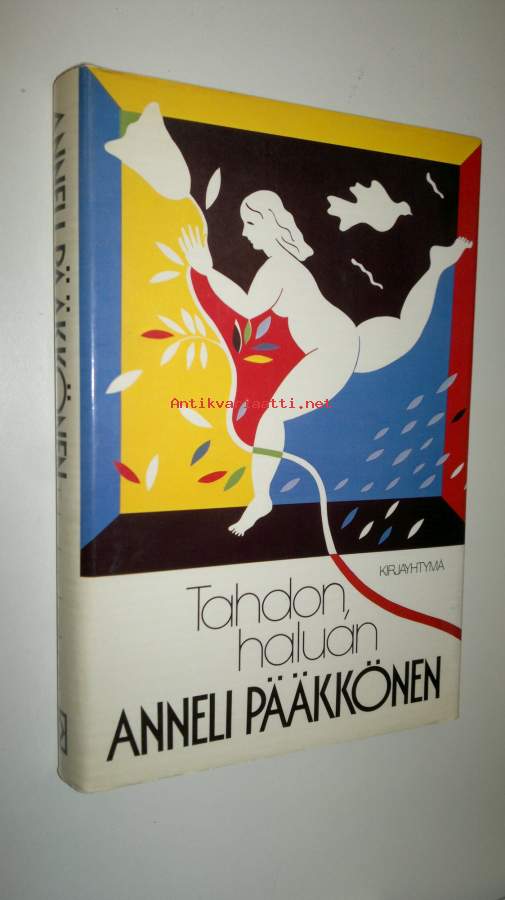 ANNELI PÄÄKKÖNEN
Antikvariaatti.net
KIRJAYHTYMÄ
Tahdon,
haluan
ANNELI PÄÄKKÖNEN